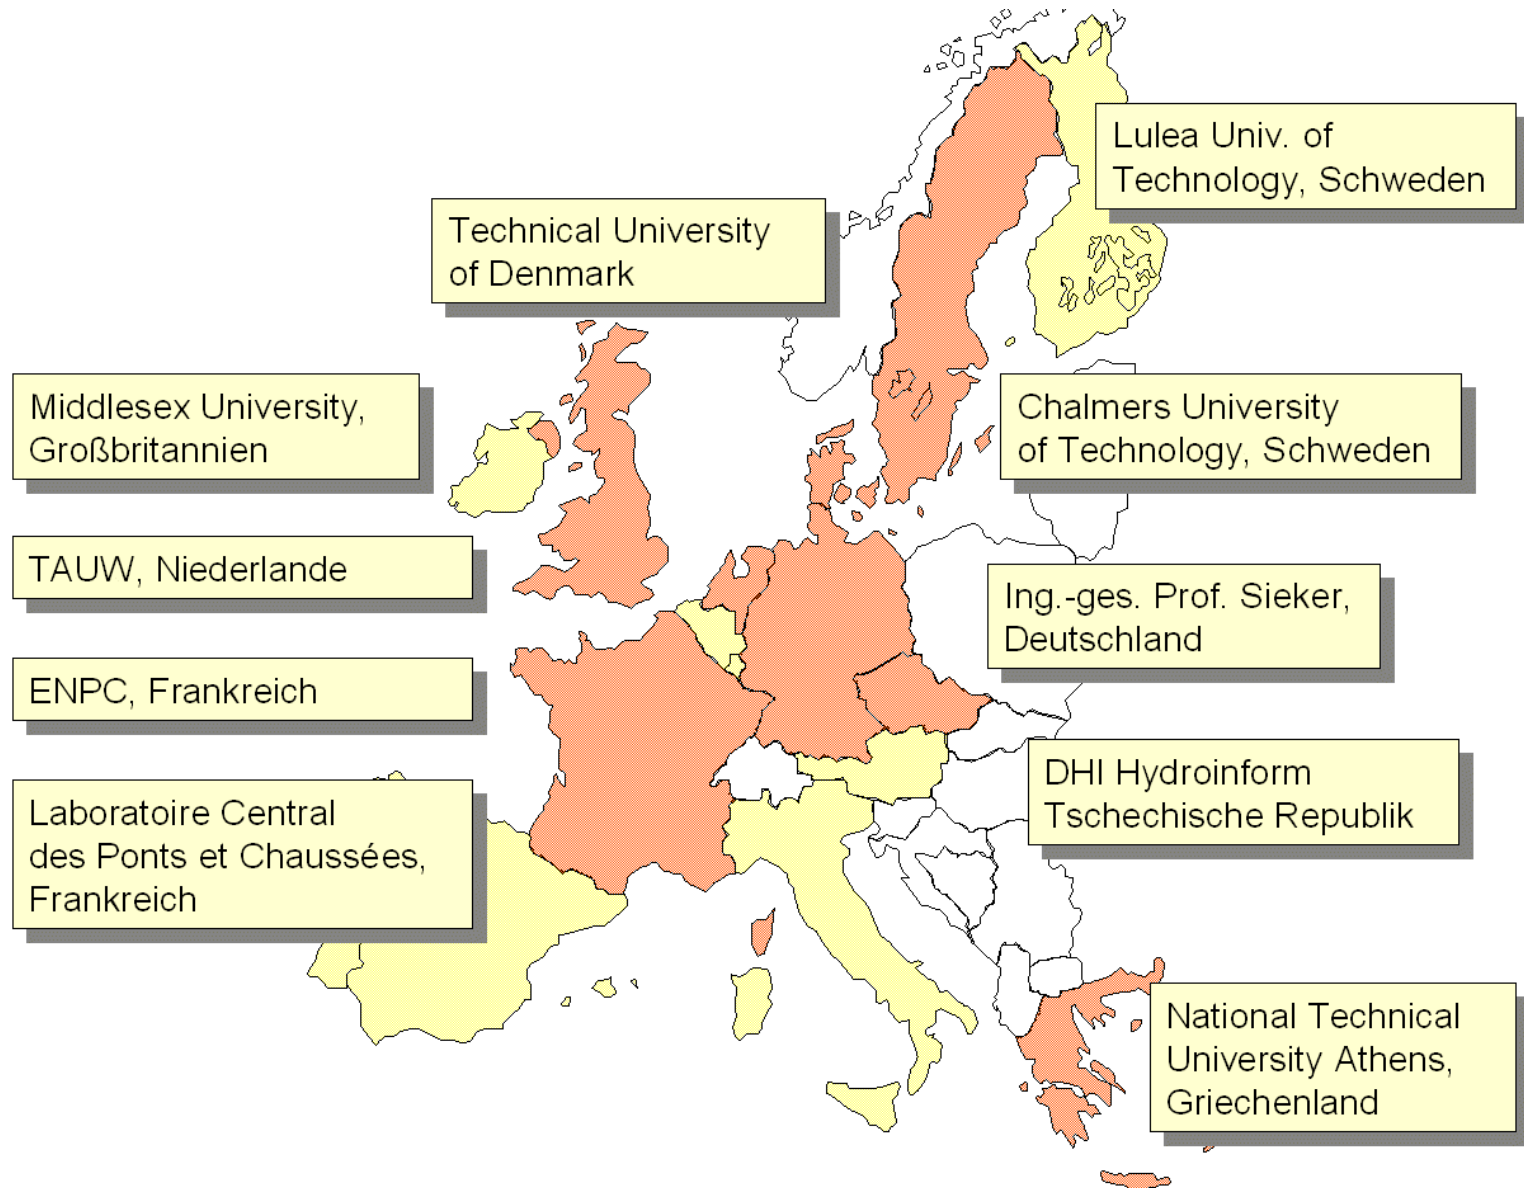 Lulea Univ. of
Technology, Schweden
Technical University
of Denmark
Middlesex University,
Großbritannien
Chalmers University
of Technology, Schweden
TAUW, Niederlande
Ing.-ges. Prof. Sieker,
Deutschland
ENPC, Frankreich
DHI Hydroinform
Tschechische Republik
Laboratoire Central
des Ponts et Chaussées,
Frankreich
National Technical
University Athens,
Griechenland